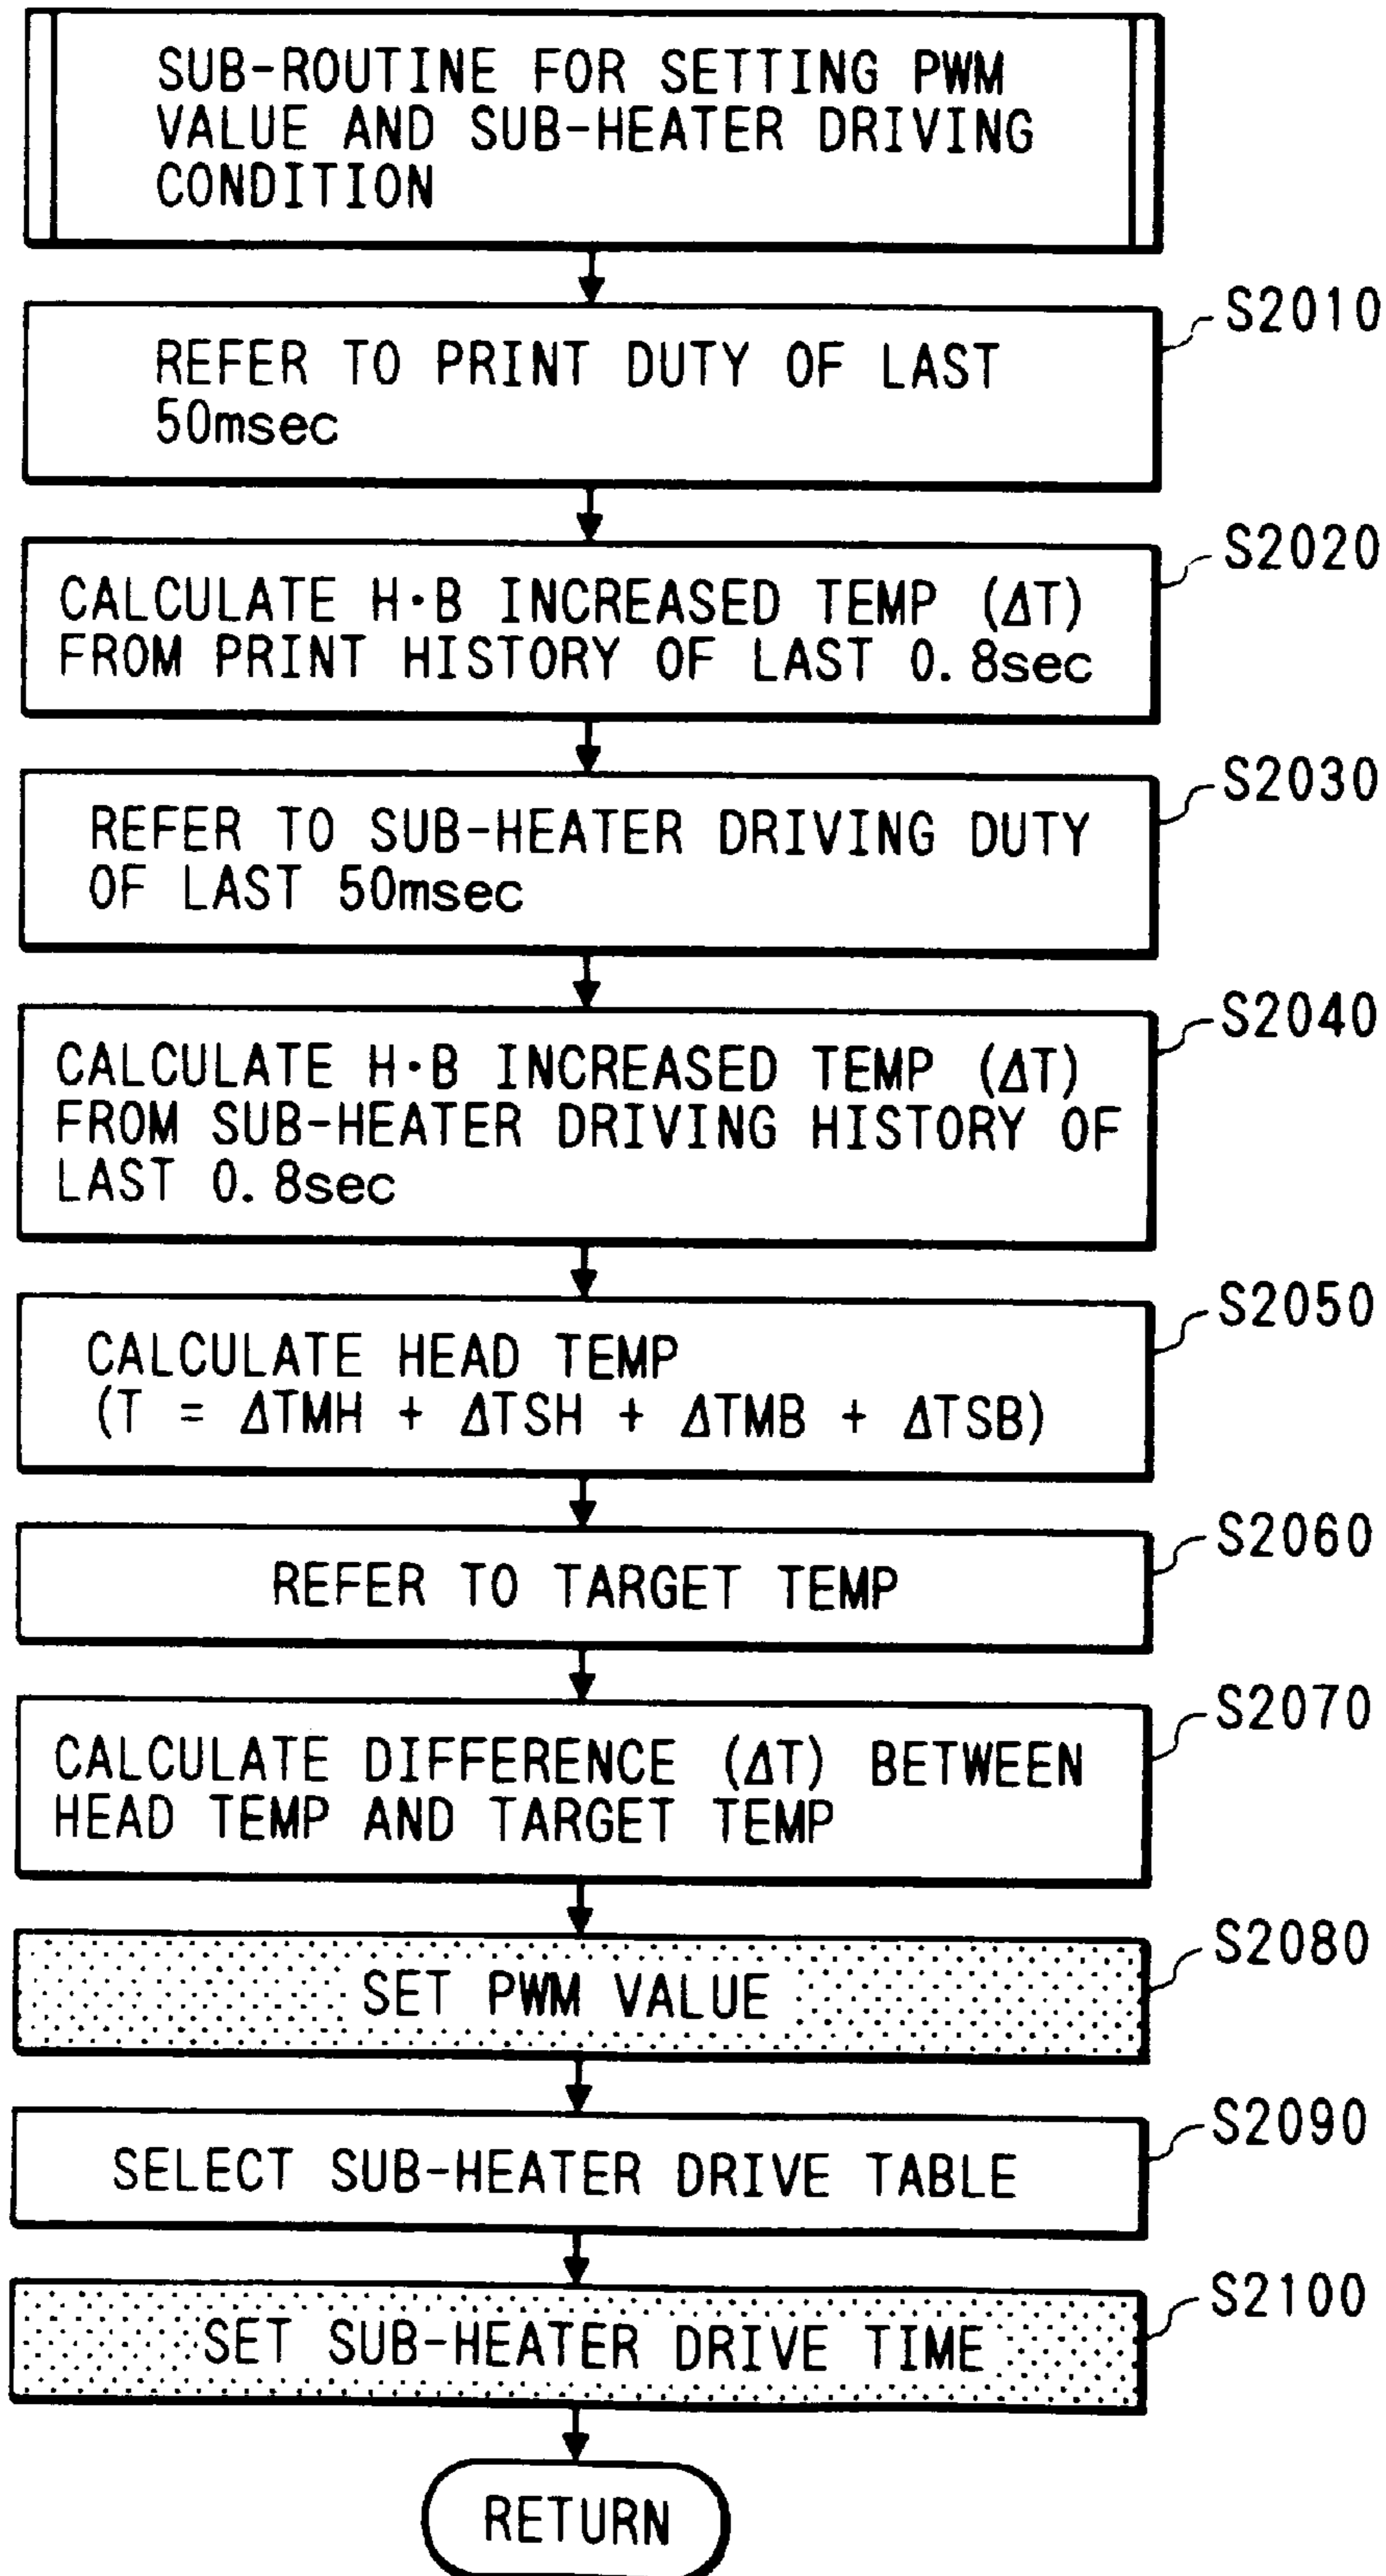 SUB-ROUTINE FOR SETTING PWM
VALUE AND SUB-HEATER DRIVING
CONDITION
S2010
REFER TO PRINT DUTY OF LAST
50msec
S2020
CALCULATE H·B INCREASED TEMP (ΔT)
FROM PRINT HISTORY OF LAST 0.8sec
S2030
REFER TO SUB-HEATER DRIVING DUTY
OF LAST 50msec
S2040
CALCULATE H·B INCREASED TEMP (ΔT)
FROM SUB-HEATER DRIVING HISTORY OF
LAST 0.8sec
S2050
CALCULATE HEAD TEMP
(T = ΔTMH + ΔTSH + ΔTMB + ΔTSB)
S2060
REFER TO TARGET TEMP
S2070
CALCULATE DIFFERENCE (ΔT) BETWEEN
HEAD TEMP AND TARGET TEMP
S2080
SET PWM VALUE
S2090
SELECT SUB-HEATER DRIVE TABLE
S2100
SET SUB-HEATER DRIVE TIME
RETURN